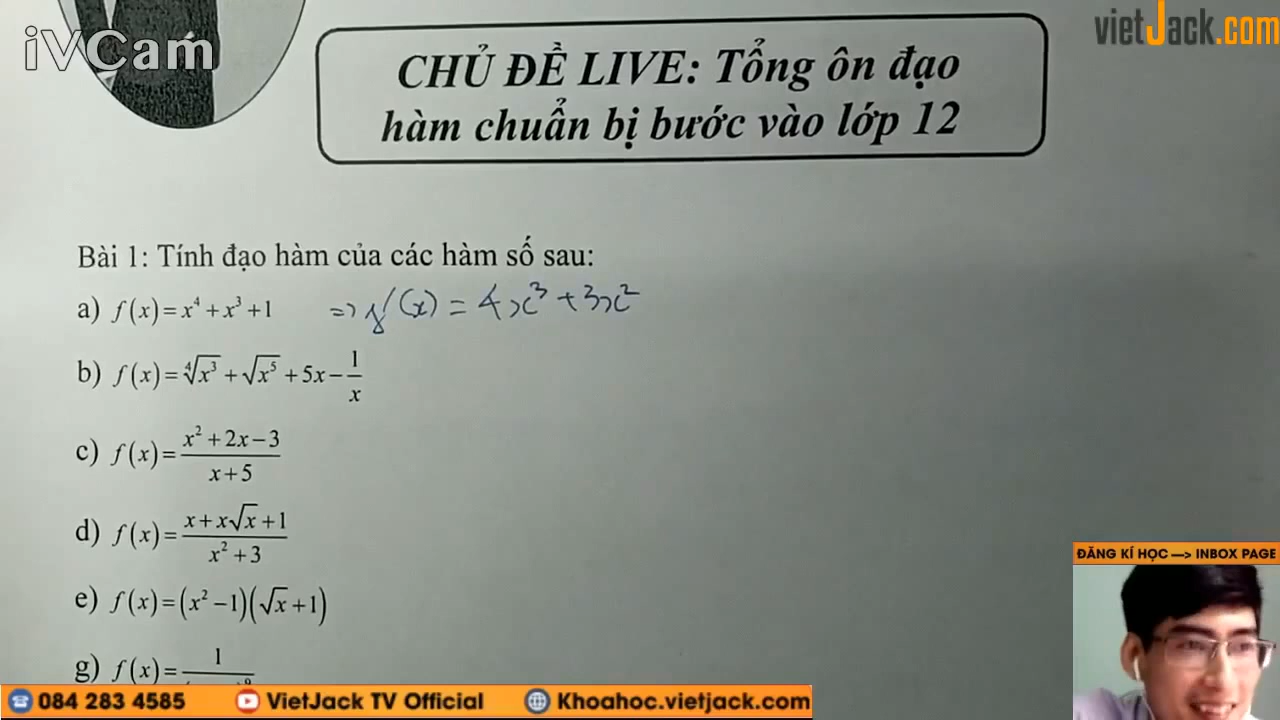 iVCam
vietJack.com
CHỦ ĐỀ LIVE: Tổng ôn đạo
hàm chuẩn bị bước vào lớp 12
Bài 1: Tính đạo hàm của các hàm số sau:
a) f(x)=x⁴+x³+1 => f'(x) = 4x³+3x²
b) f(x)=∜x³+√x⁵+5x−1/x
c) f(x)=(x²+2x−3)/(x+5)
d) f(x)=(x+x√x+1)/(x²+3)
e) f(x)=(x²−1)(√x+1)
g) f(x)=1
ĐĂNG KÍ HỌC —> INBOX PAGE
084 283 4585 VietJack TV Official Khoahoc.vietjack.com